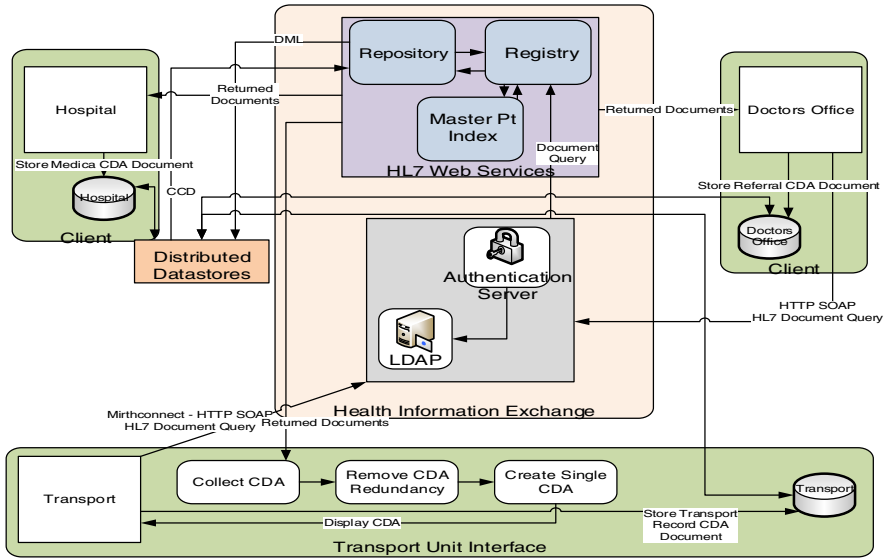 DML
Repository
Registry
Returned
Documents
Returned Documents
Hospital
Doctors Office
Master Pt
Index
Document
Query
HL7 Web Services
Store Medica CDA Document
CCD
Hospital
Client
Store Referral CDA Document
Doctors
Office
Client
Distributed
Datastores
Authentication
Server
HTTP SOAP
HL7 Document Query
LDAP
Health Information Exchange
Mirthconnect - HTTP SOAP
HL7 Document Query
Returned Documents
Transport
Collect CDA
Remove CDA
Redundancy
Create Single
CDA
Transport
Display CDA
Store Transport
Record CDA
Document
Transport Unit Interface